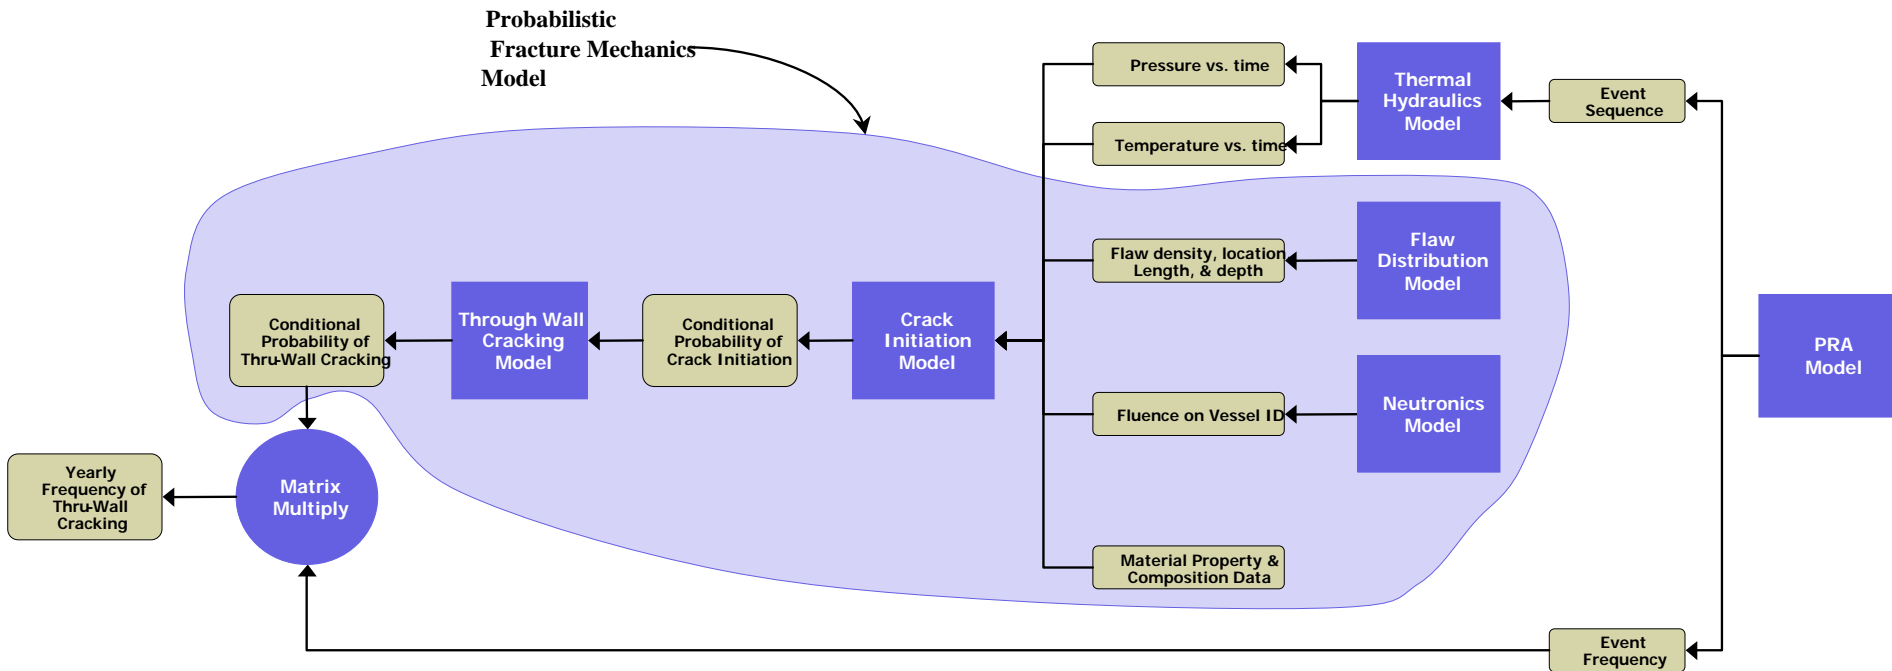 Probabilistic
Fracture Mechanics
Model
Pressure vs. time
Temperature vs. time
Thermal
Hydraulics
Model
Event
Sequence
Flaw density, location
Length, & depth
Flaw
Distribution
Model
Conditional
Probability of
Thru-Wall Cracking
Through Wall
Cracking
Model
Conditional
Probability of
Crack Initiation
Crack
Initiation
Model
PRA
Model
Fluence on Vessel ID
Neutronics
Model
Yearly
Frequency of
Thru-Wall
Cracking
Matrix
Multiply
Material Property &
Composition Data
Event
Frequency